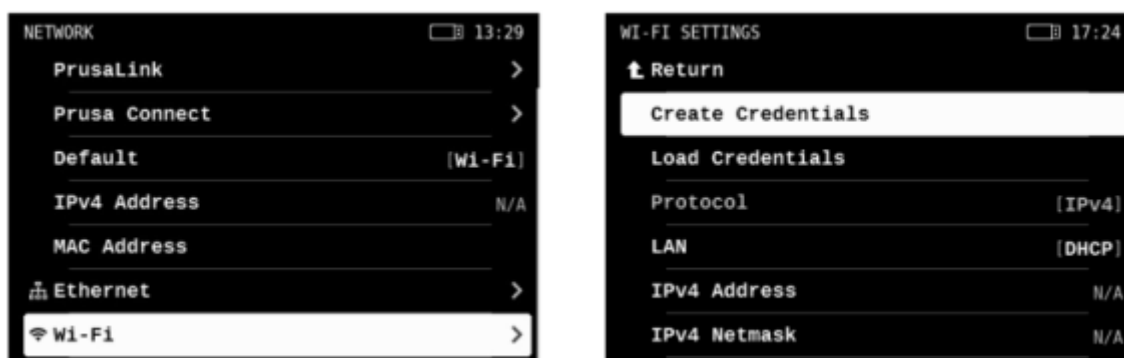 NETWORK 13:29
PrusaLink
Prusa Connect
Default [Wi-Fi]
IPv4 Address N/A
MAC Address
Ethernet
Wi-Fi
WI-FI SETTINGS 17:24
Return
Create Credentials
Load Credentials
Protocol [IPv4]
LAN [DHCP]
IPv4 Address N/A
IPv4 Netmask N/A